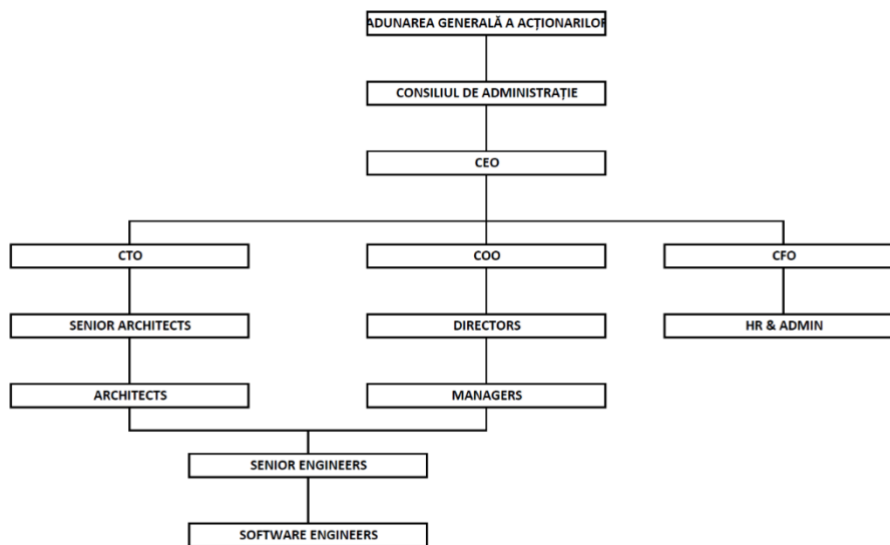 ADUNAREA GENERALĂ A ACȚIONARILOR
CONSILIUL DE ADMINISTRAȚIE
CEO
CTO
COO
CFO
SENIOR ARCHITECTS
DIRECTORS
HR & ADMIN
ARCHITECTS
MANAGERS
SENIOR ENGINEERS
SOFTWARE ENGINEERS